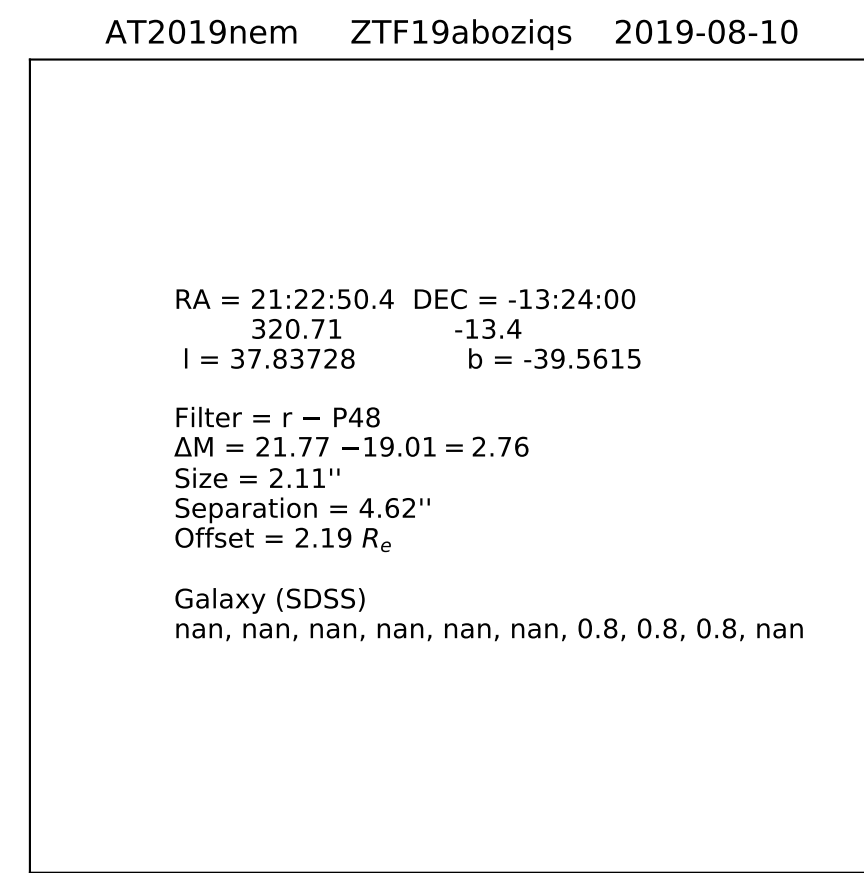 AT2019nem ZTF19aboziqs 2019-08-10
RA = 21:22:50.4 DEC = -13:24:00
320.71 -13.4
l = 37.83728 b = -39.5615
Filter = r − P48
ΔM = 21.77 −19.01 = 2.76
Size = 2.11''
Separation = 4.62''
Offset = 2.19 Re
Galaxy (SDSS)
nan, nan, nan, nan, nan, nan, 0.8, 0.8, 0.8, nan